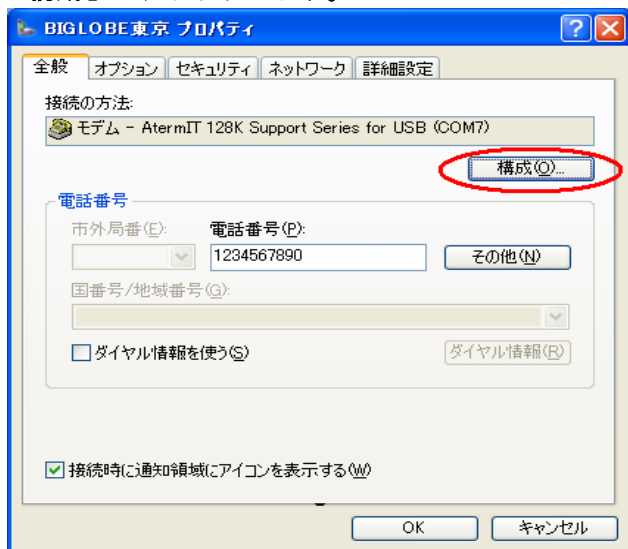 BIGLOBE東京 プロパティ
全般 オプション セキュリティ ネットワーク 詳細設定
接続の方法:
モデム - AtermIT 128K Support Series for USB (COM7)
構成(O)...
電話番号
市外局番(E): 電話番号(P):
1234567890 その他(N)
国番号/地域番号(G):
ダイヤル情報を使う(S) ダイヤル情報(R)
接続時に通知領域にアイコンを表示する(W)
OK キャンセル